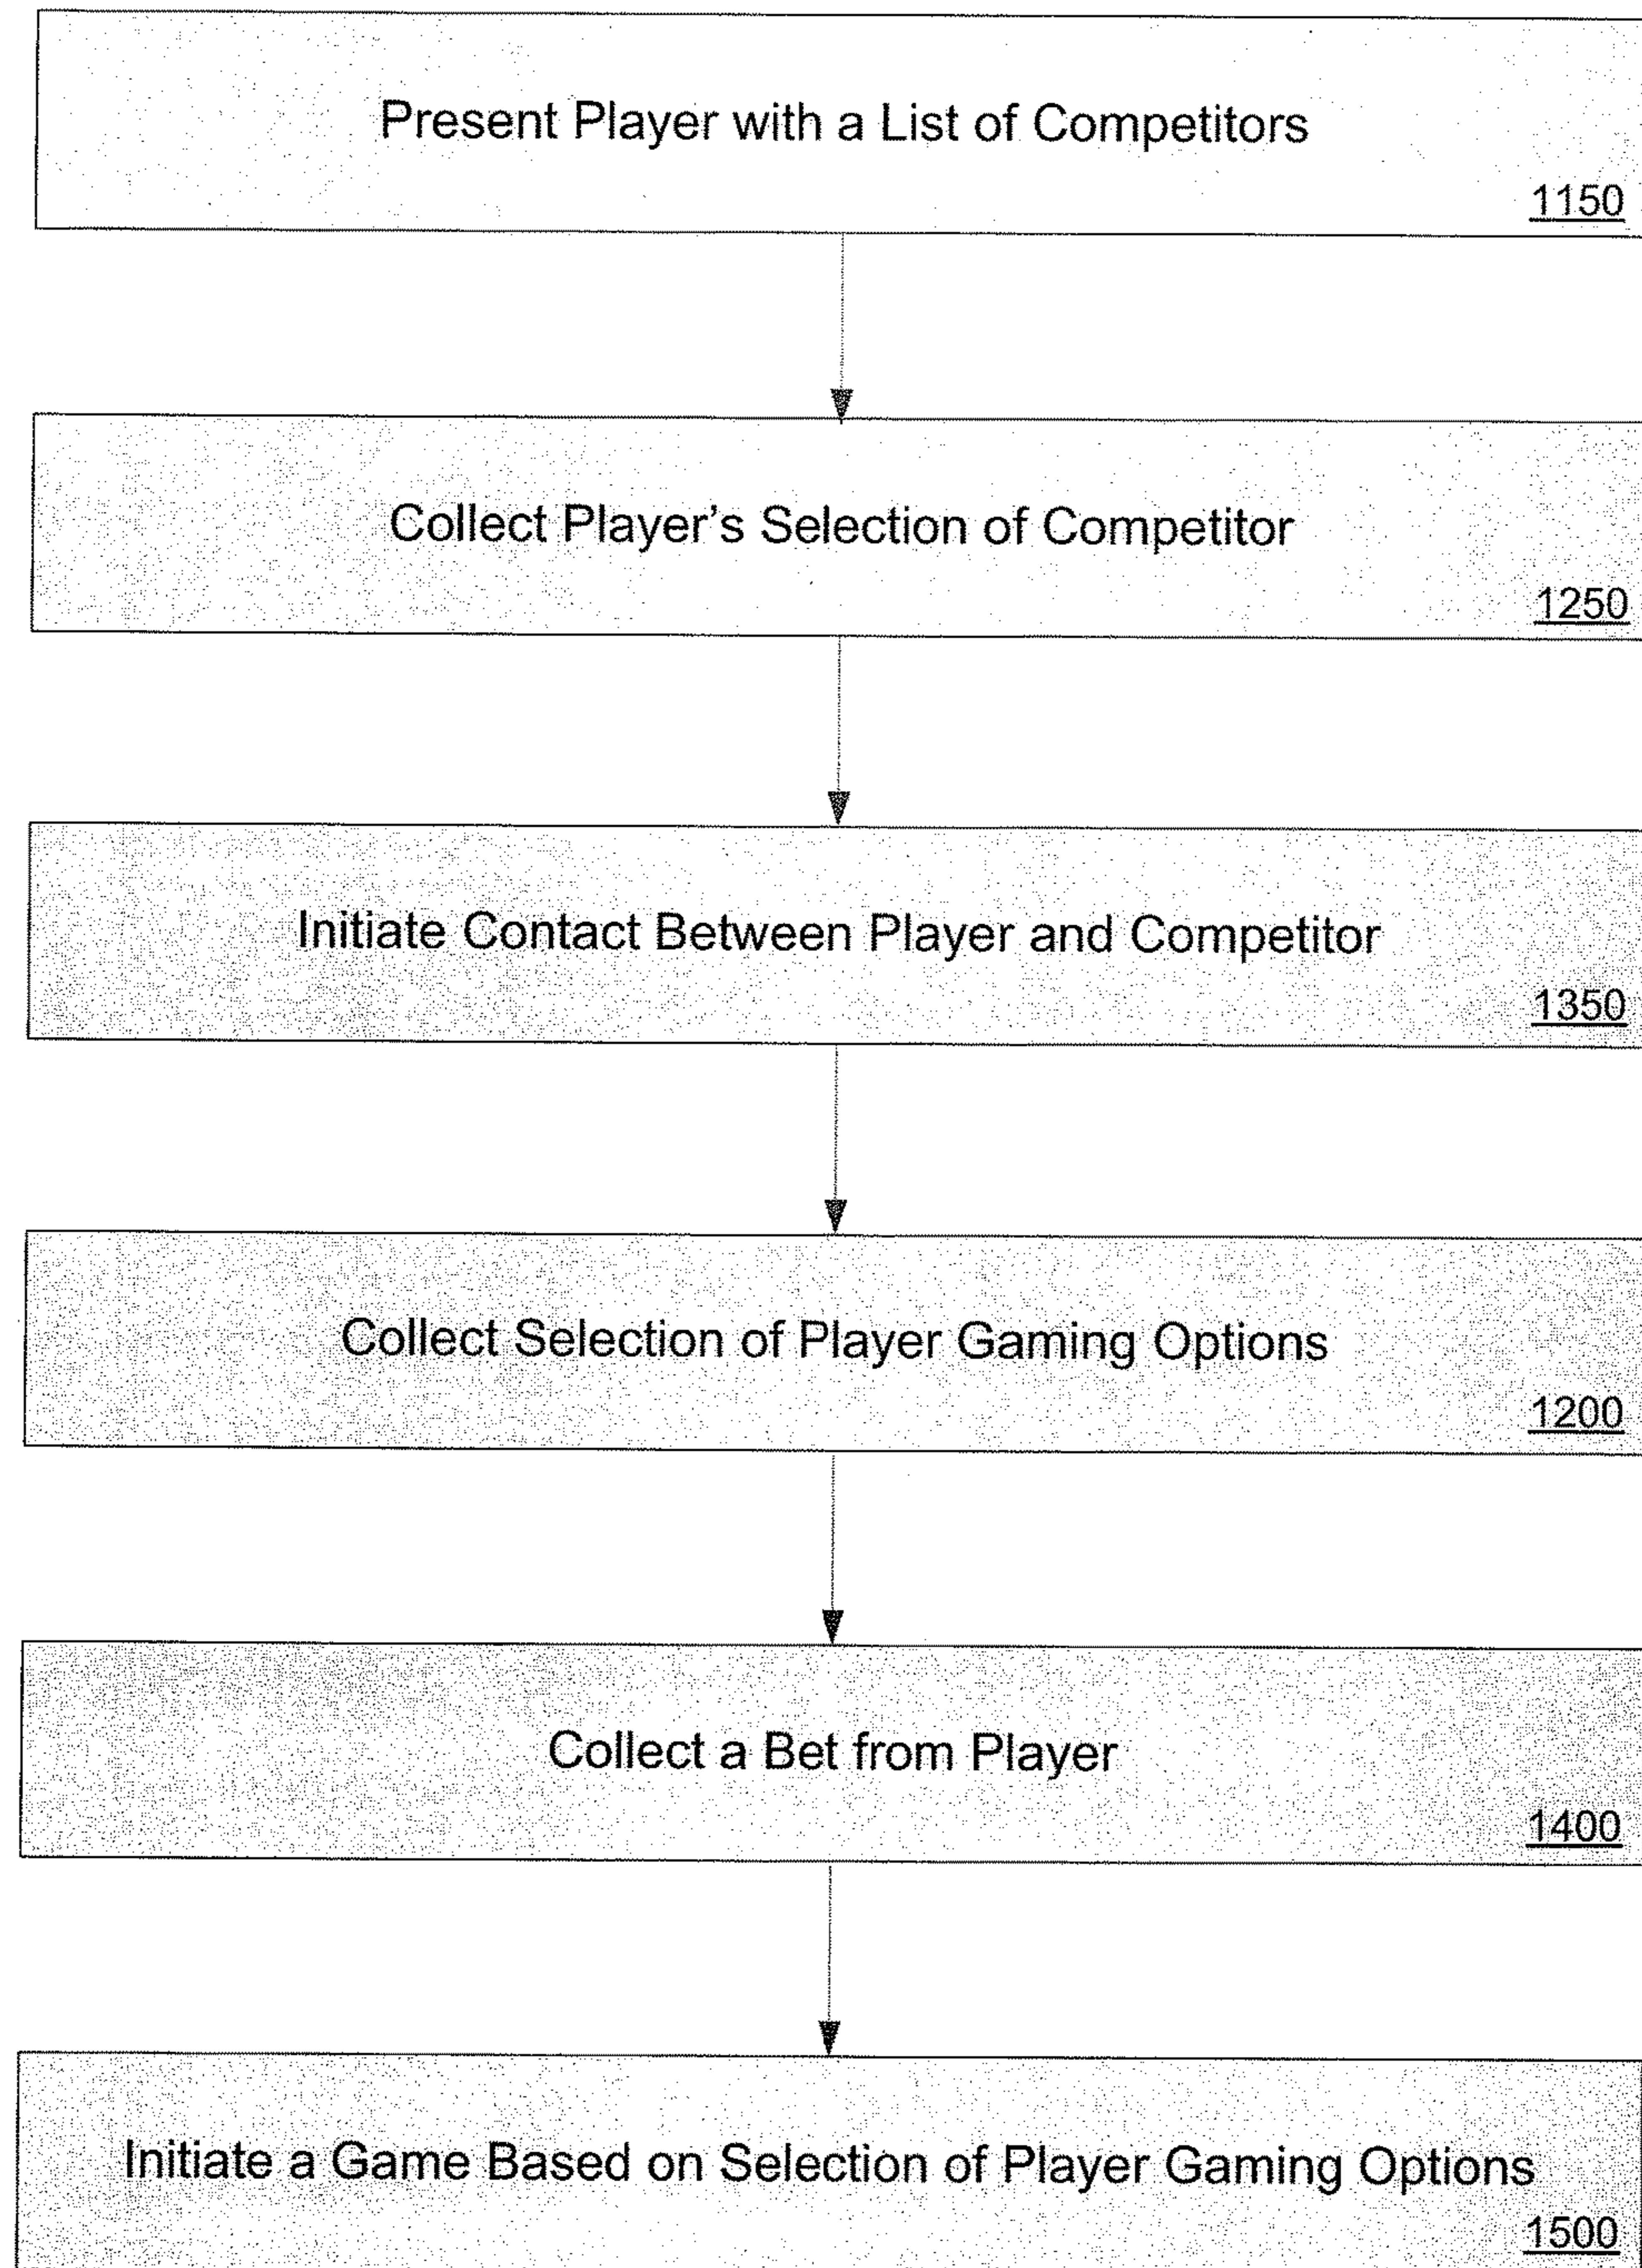 Present Player with a List of Competitors
1150
Collect Player's Selection of Competitor
1250
Initiate Contact Between Player and Competitor
1350
Collect Selection of Player Gaming Options
1200
Collect a Bet from Player
1400
Initiate a Game Based on Selection of Player Gaming Options
1500